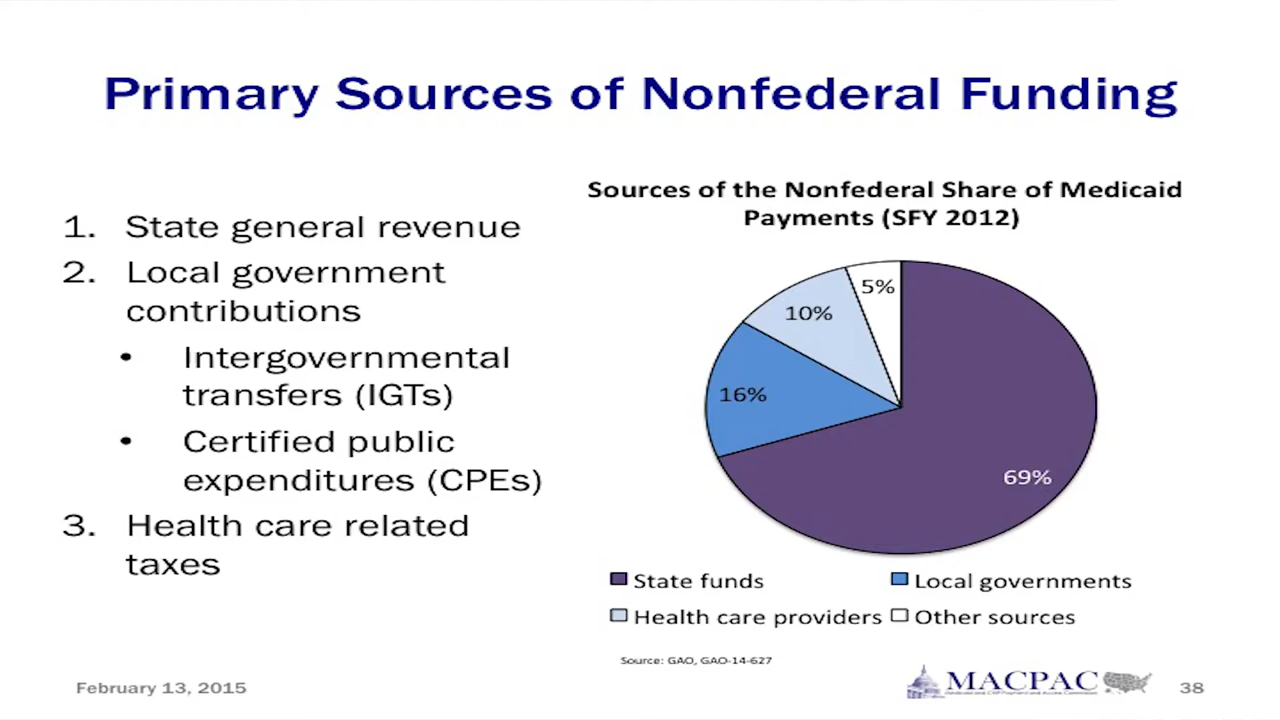 Primary Sources of Nonfederal Funding
1. State general revenue
2. Local government
contributions
• Intergovernmental
transfers (IGTs)
• Certified public
expenditures (CPEs)
3. Health care related
taxes
Sources of the Nonfederal Share of Medicaid
Payments (SFY 2012)
5%
10%
16%
69%
State funds
Local governments
Health care providers
Other sources
Source: GAO, GAO-14-627
February 13, 2015
MACPAC
38